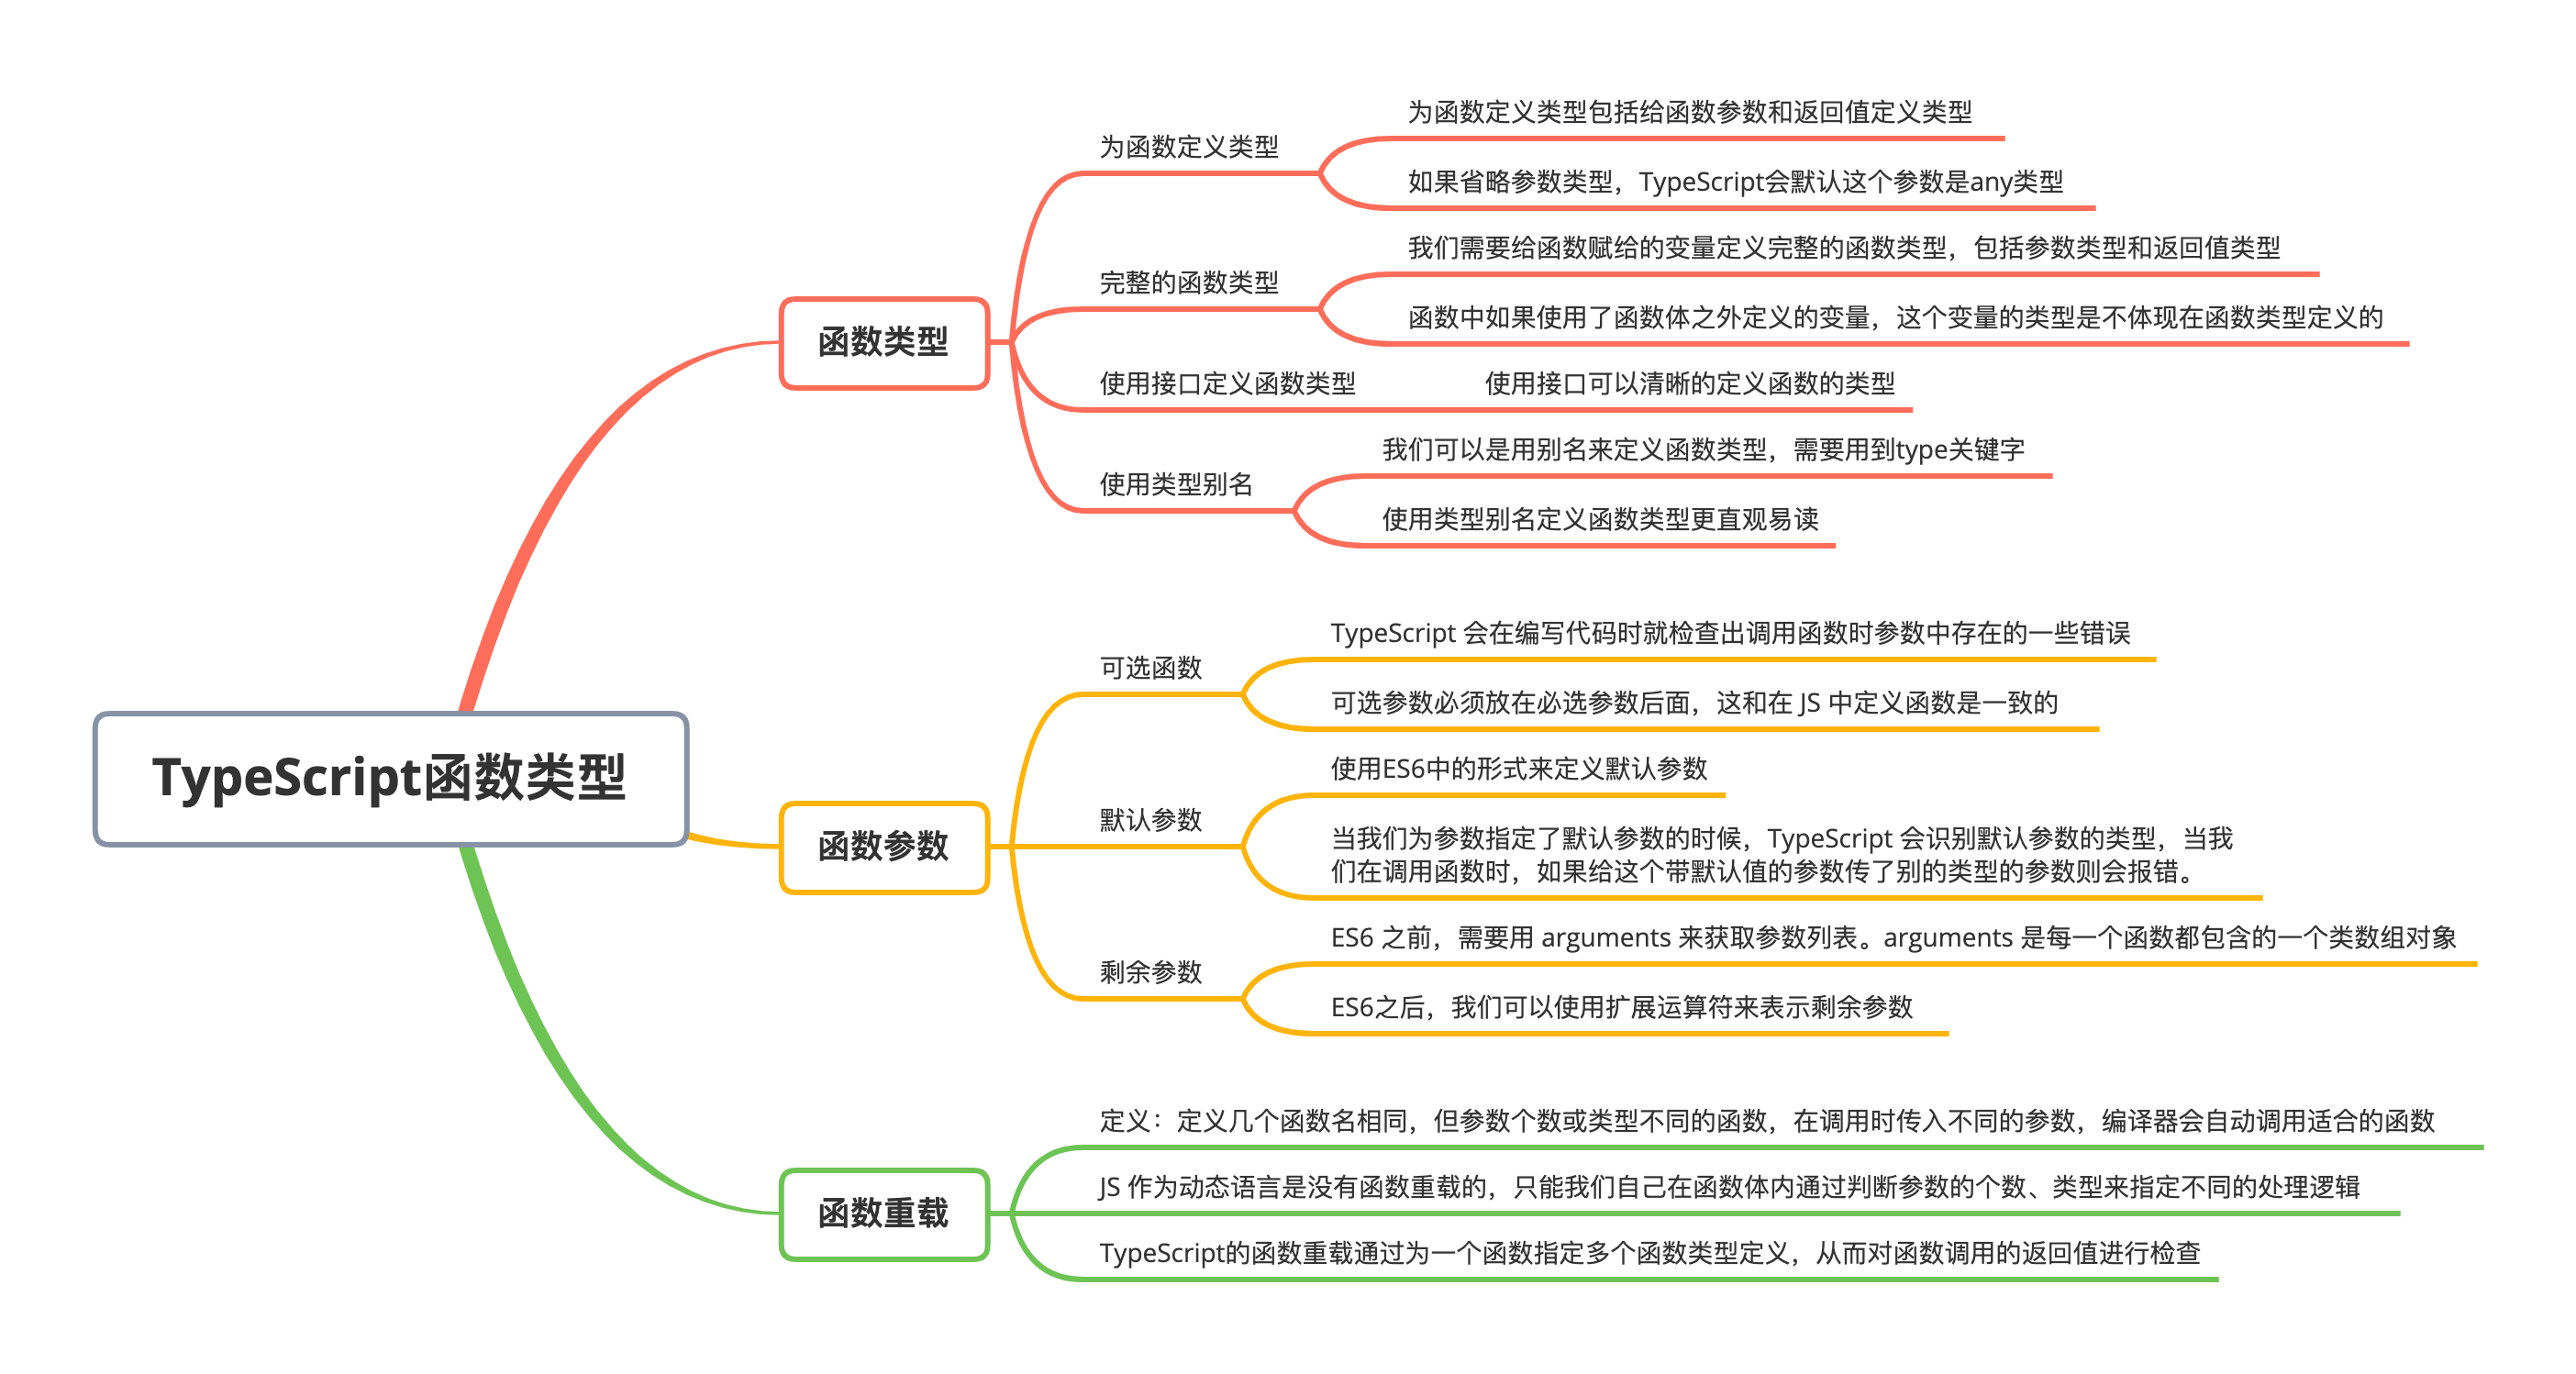 TypeScript函数类型
函数类型
为函数定义类型
为函数定义类型包括给函数参数和返回值定义类型
如果省略参数类型，TypeScript会默认这个参数是any类型
完整的函数类型
我们需要给函数赋给的变量定义完整的函数类型，包括参数类型和返回值类型
函数中如果使用了函数体之外定义的变量，这个变量的类型是不体现在函数类型定义的
使用接口定义函数类型
使用接口可以清晰的定义函数的类型
使用类型别名
我们可以是用别名来定义函数类型，需要用到type关键字
使用类型别名定义函数类型更直观易读
函数参数
可选函数
TypeScript 会在编写代码时就检查出调用函数时参数中存在的一些错误
可选参数必须放在必选参数后面，这和在 JS 中定义函数是一致的
默认参数
使用ES6中的形式来定义默认参数
当我们为参数指定了默认参数的时候，TypeScript 会识别默认参数的类型，当我
们在调用函数时，如果给这个带默认值的参数传了别的类型的参数则会报错。
剩余参数
ES6 之前，需要用 arguments 来获取参数列表。arguments 是每一个函数都包含的一个类数组对象
ES6之后，我们可以使用扩展运算符来表示剩余参数
函数重载
定义：定义几个函数名相同，但参数个数或类型不同的函数，在调用时传入不同的参数，编译器会自动调用适合的函数
JS 作为动态语言是没有函数重载的，只能我们自己在函数体内通过判断参数的个数、类型来指定不同的处理逻辑
TypeScript的函数重载通过为一个函数指定多个函数类型定义，从而对函数调用的返回值进行检查